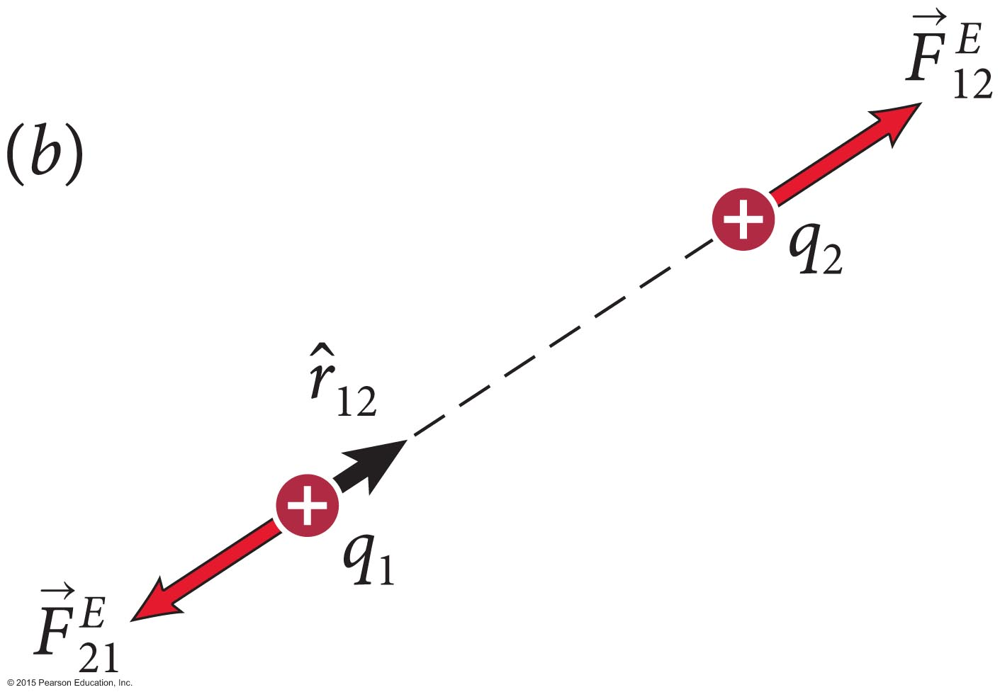 F⃗ᴱ₁₂
(b)
+
q₂
r̂₁₂
+
q₁
F⃗ᴱ₂₁
© 2015 Pearson Education, Inc.